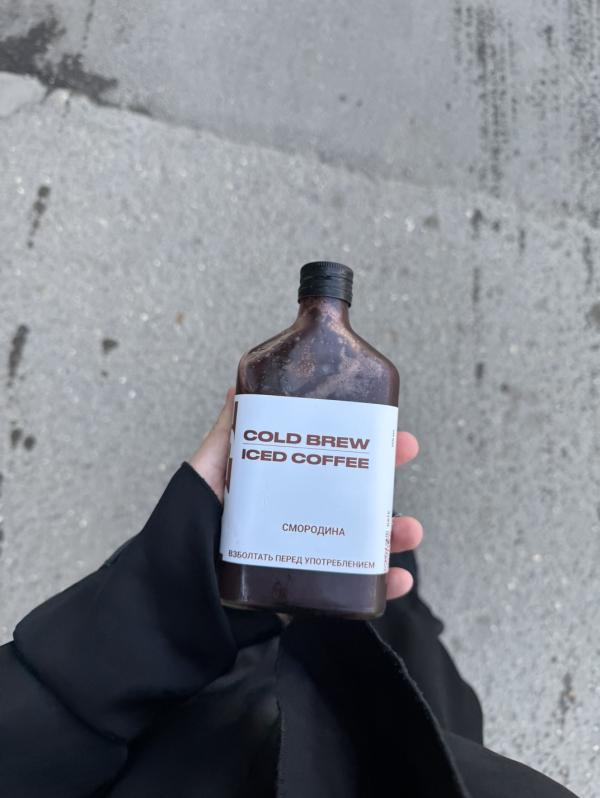 COLD BREW
ICED COFFEE
СМОРОДИНА
ВЗБОЛТАТЬ ПЕРЕД УПОТРЕБЛЕНИЕМ